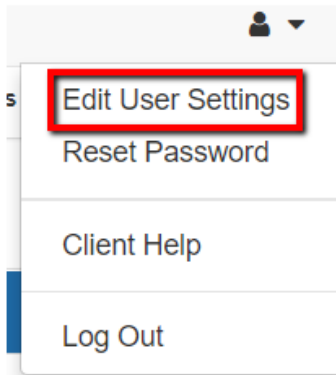 s
Edit User Settings
Reset Password
Client Help
Log Out